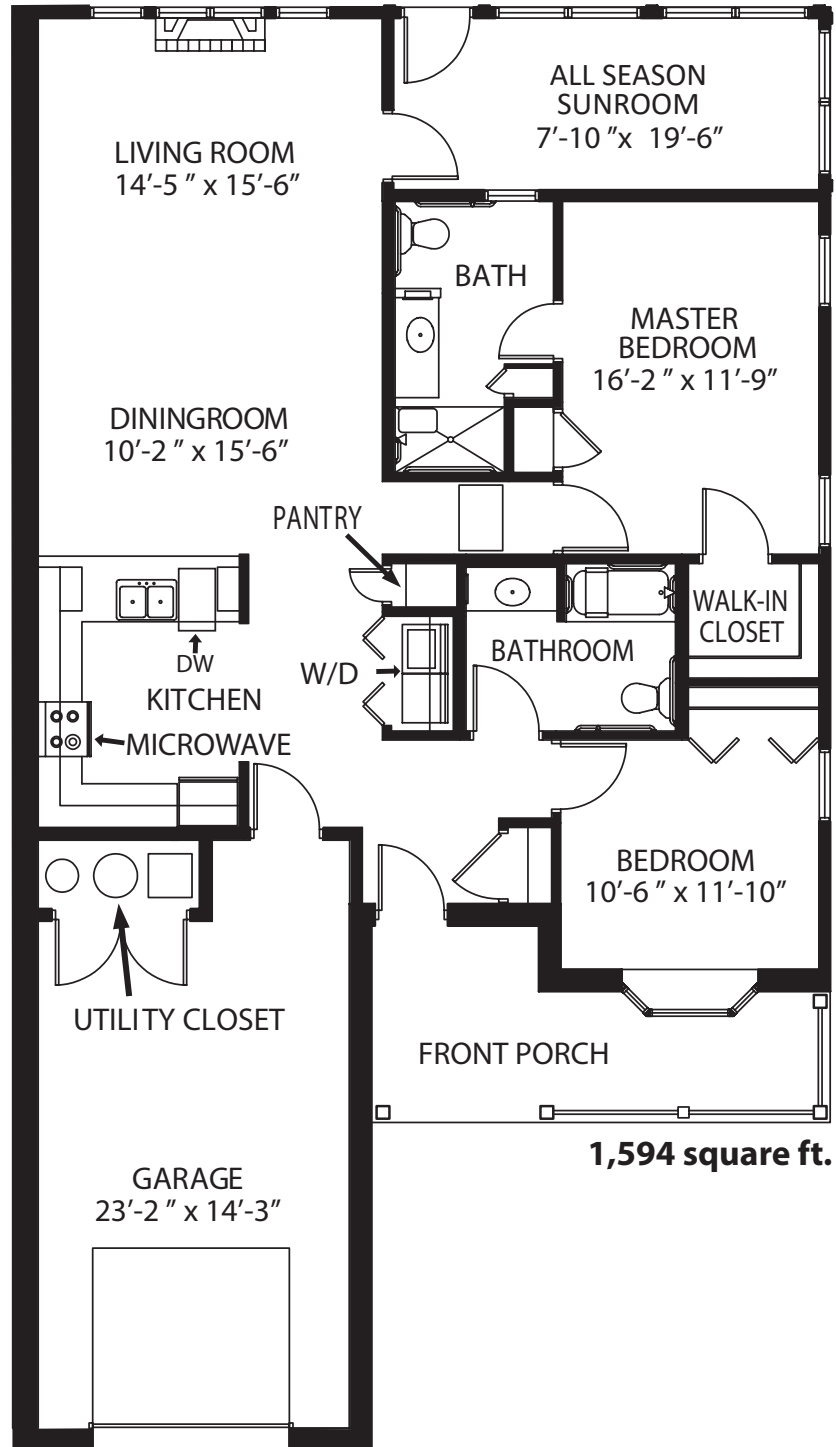 ALL SEASON
SUNROOM
7’-10 ”x 19’-6”
LIVING ROOM
14’-5 ” x 15’-6”
BATH
MASTER
BEDROOM
16’-2 ” x 11’-9”
DININGROOM
10’-2 ” x 15’-6”
PANTRY
WALK-IN
CLOSET
BATHROOM
DW
W/D
KITCHEN
MICROWAVE
BEDROOM
10’-6 ” x 11’-10”
UTILITY CLOSET
FRONT PORCH
1,594 square ft.
GARAGE
23’-2 ” x 14’-3”